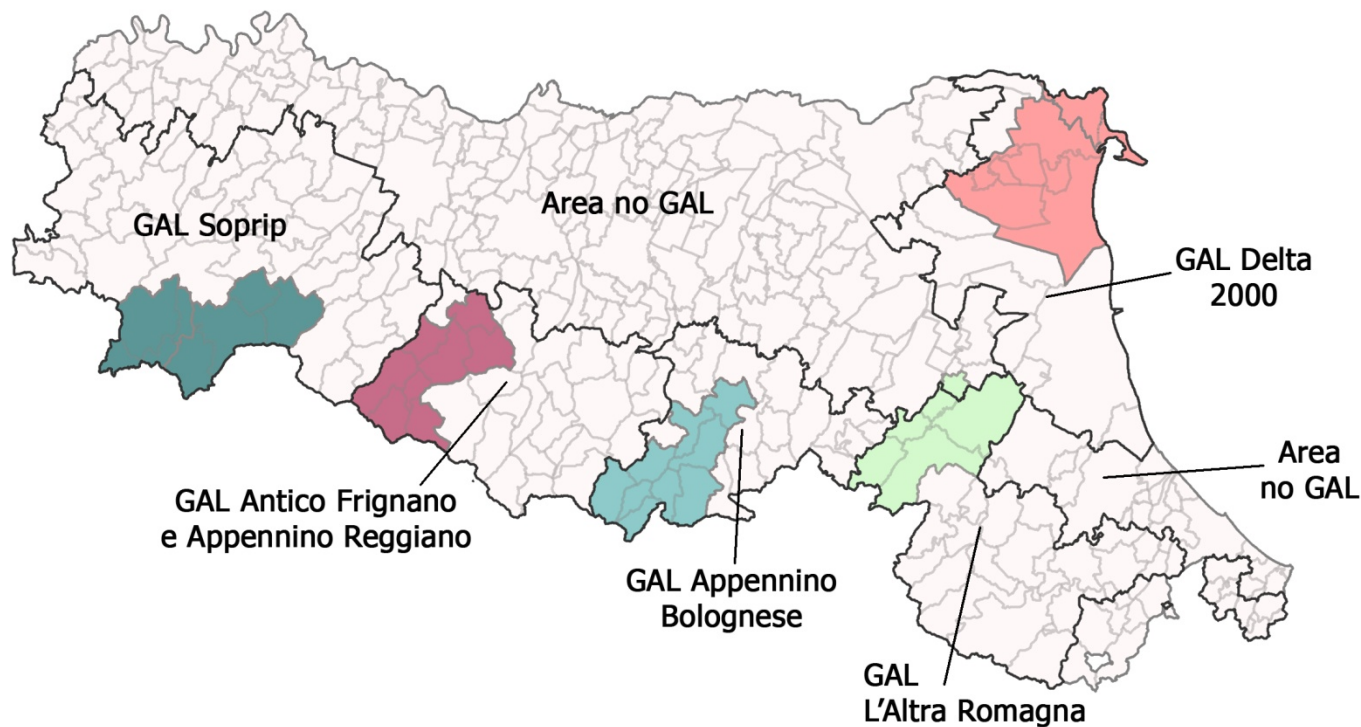 Area no GAL
GAL Soprip
GAL Delta
2000
Area
no GAL
GAL Antico Frignano
e Appennino Reggiano
GAL Appennino
Bolognese
GAL
L'Altra Romagna